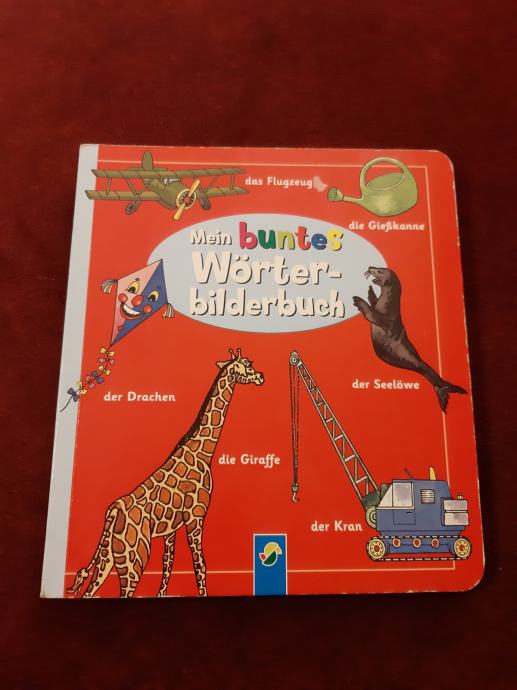 das Flugzeug
die Gießkanne
Mein buntes
Wörter-
bilderbuch
der Drachen
der Seelöwe
die Giraffe
der Kran